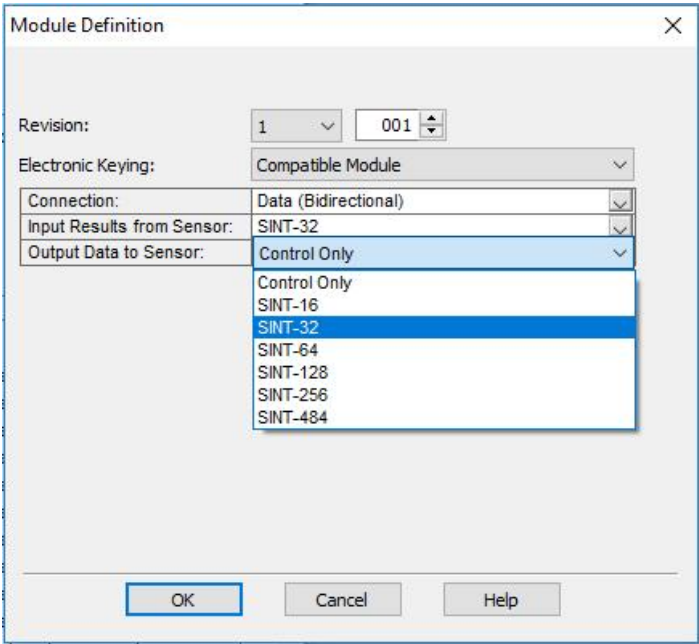 Module Definition
Revision: 1 001
Electronic Keying: Compatible Module
Connection: Data (Bidirectional)
Input Results from Sensor: SINT-32
Output Data to Sensor: Control Only
Control Only
SINT-16
SINT-32
SINT-64
SINT-128
SINT-256
SINT-484
OK Cancel Help